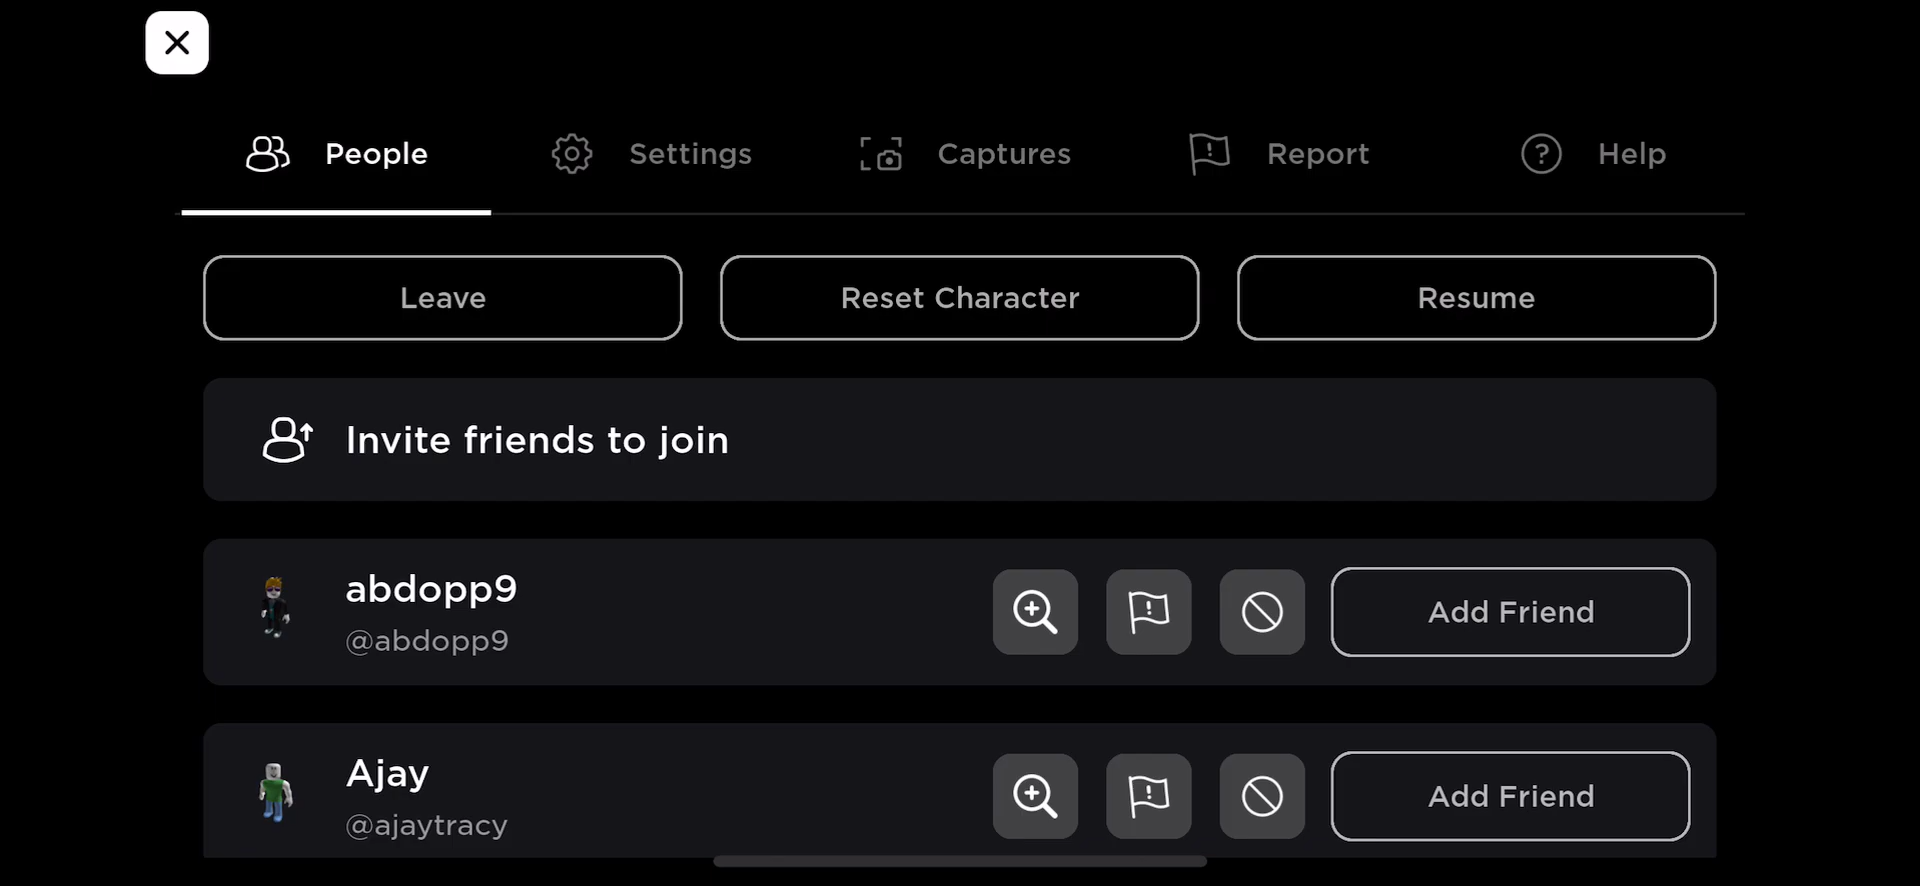 People
Settings
Captures
Report
Help
Leave
Reset Character
Resume
Invite friends to join
abdopp9
@abdopp9
Add Friend
Ajay
@ajaytracy
Add Friend